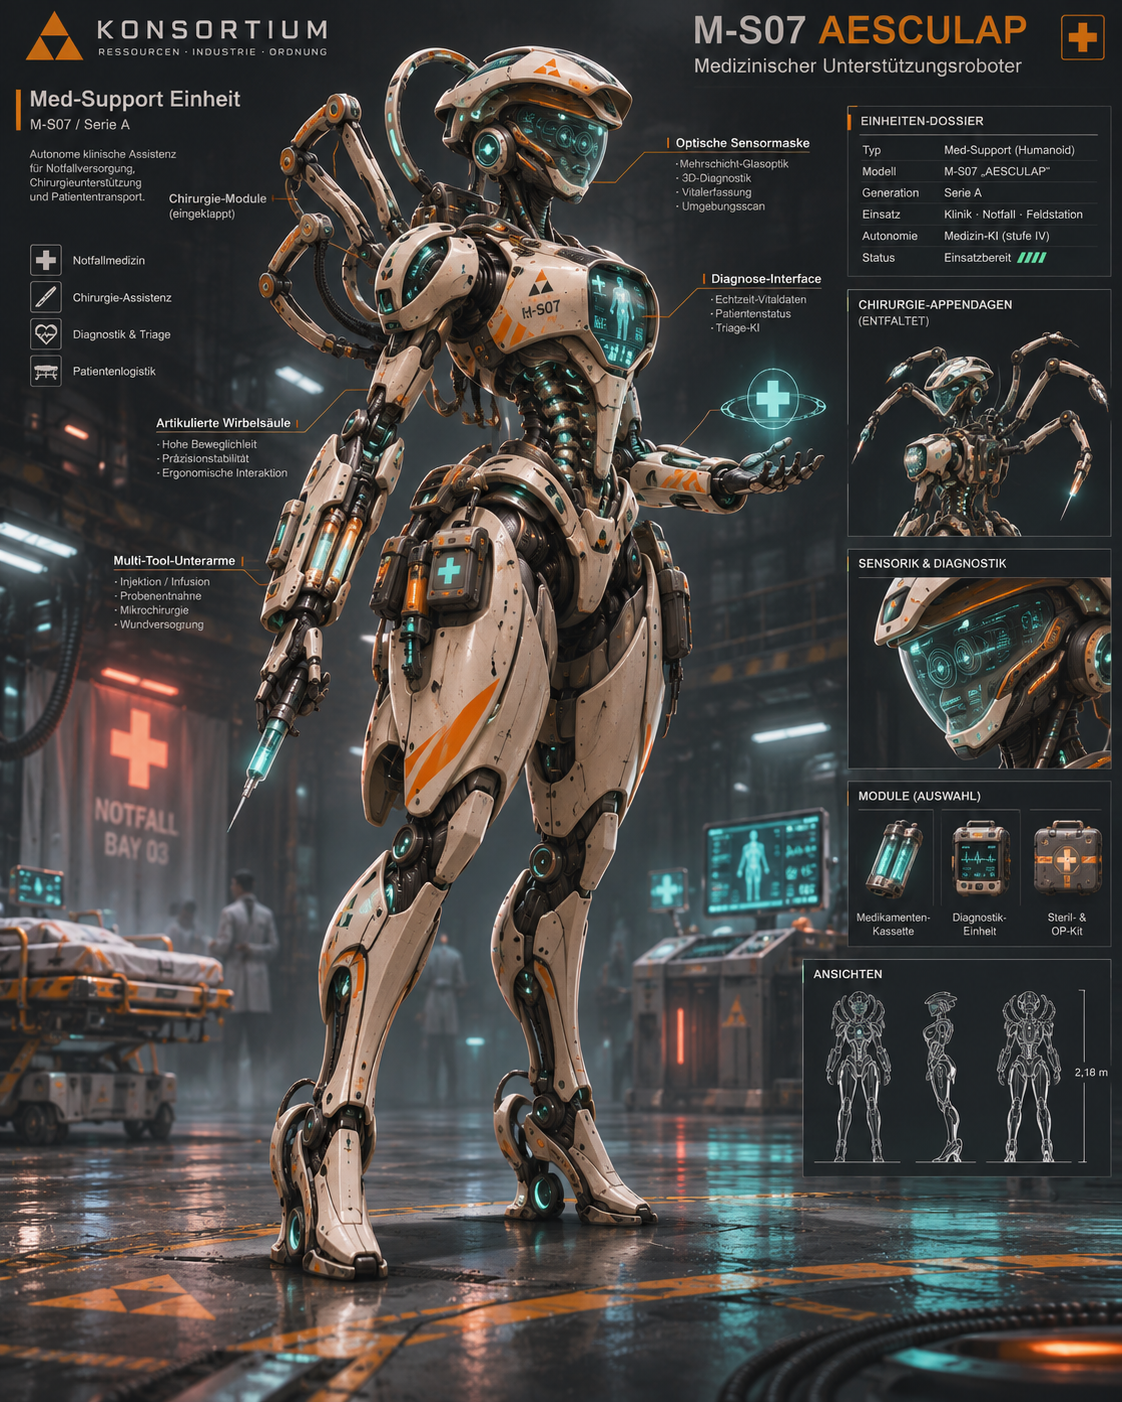 KONSORTIUM
RESSOURCEN · INDUSTRIE · ORDNUNG
Med-Support Einheit
M-S07 / Serie A
Autonome klinische Assistenz
für Notfallversorgung,
Chirurgieunterstützung
und Patiententransport.
Chirurgie-Module
(eingeklappt)
Notfallmedizin
Chirurgie-Assistenz
Diagnostik & Triage
Patientenlogistik
Artikulierte Wirbelsäule
· Hohe Beweglichleit
· Präzisionstabilität
· Ergonomische Interaktion
Multi-Tool-Unterarme
· Injektion / Infusion
· Probenentnahne
· Mikrochirurgie
· Wundversorgung
NOTFALL
BAY 03
M-S07
M-S07 AESCULAP
Medizinischer Unterstützungsroboter
Optische Sensormaske
· Mehrschicht-Glasoptik
· 3D-Diagnostik
· Vitalerfassung
· Umgebungsscan
Diagnose-Interface
· Echtzeit-Vitaldaten
· Patientenstatus
· Triage-KI
EINHEITEN-DOSSIER
Typ Med-Support (Humanoid)
Modell M-S07 „AESCULAP"
Generation Serie A
Einsatz Klinik · Notfall · Feldstation
Autonomie Medizin-KI (stufe IV)
Status Einsatzbereit
CHIRURGIE-APPENDAGEN
(ENTFALTET)
SENSORIK & DIAGNOSTIK
MODULE (AUSWAHL)
Medikamenten-
Kassette
Diagnostik-
Einheit
Steril- &
OP-Kit
ANSICHTEN
2,18 m